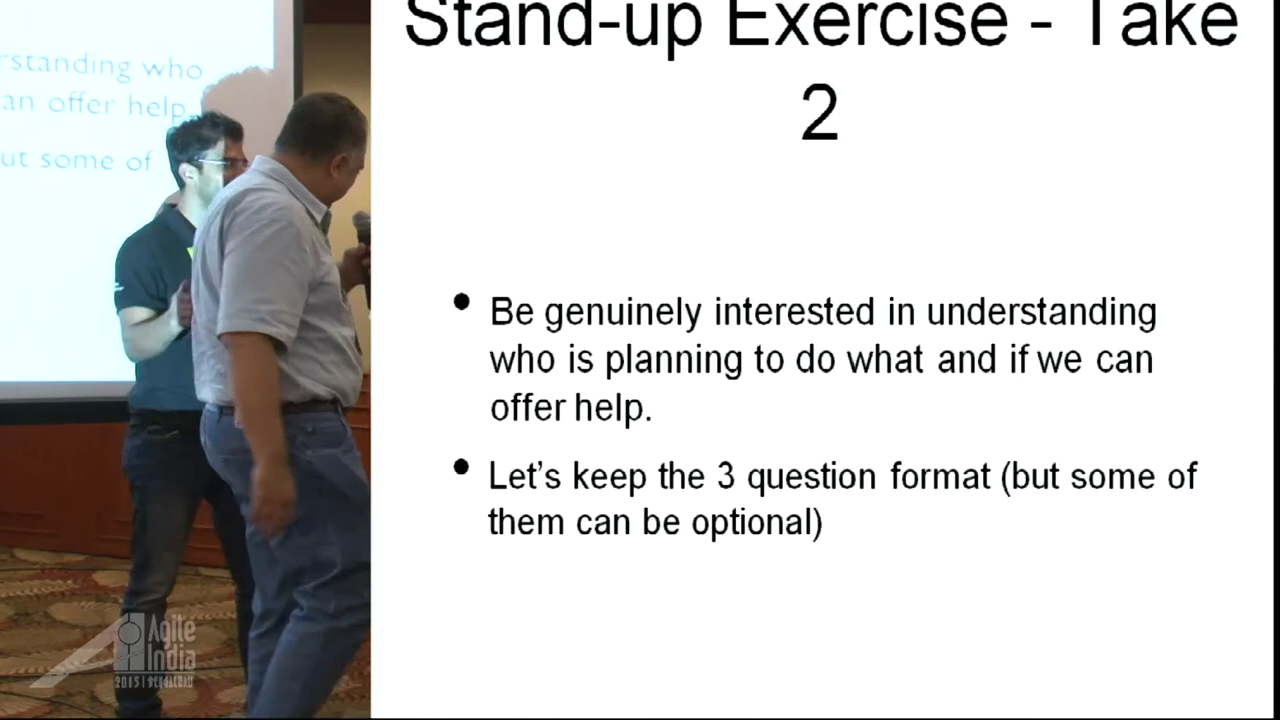 rstanding who
an offer help.
ut some of
Stand-up Exercise - Take
2
• Be genuinely interested in understanding
who is planning to do what and if we can
offer help.
• Let's keep the 3 question format (but some of
them can be optional)
Agile
India
2015 | BENGALURU